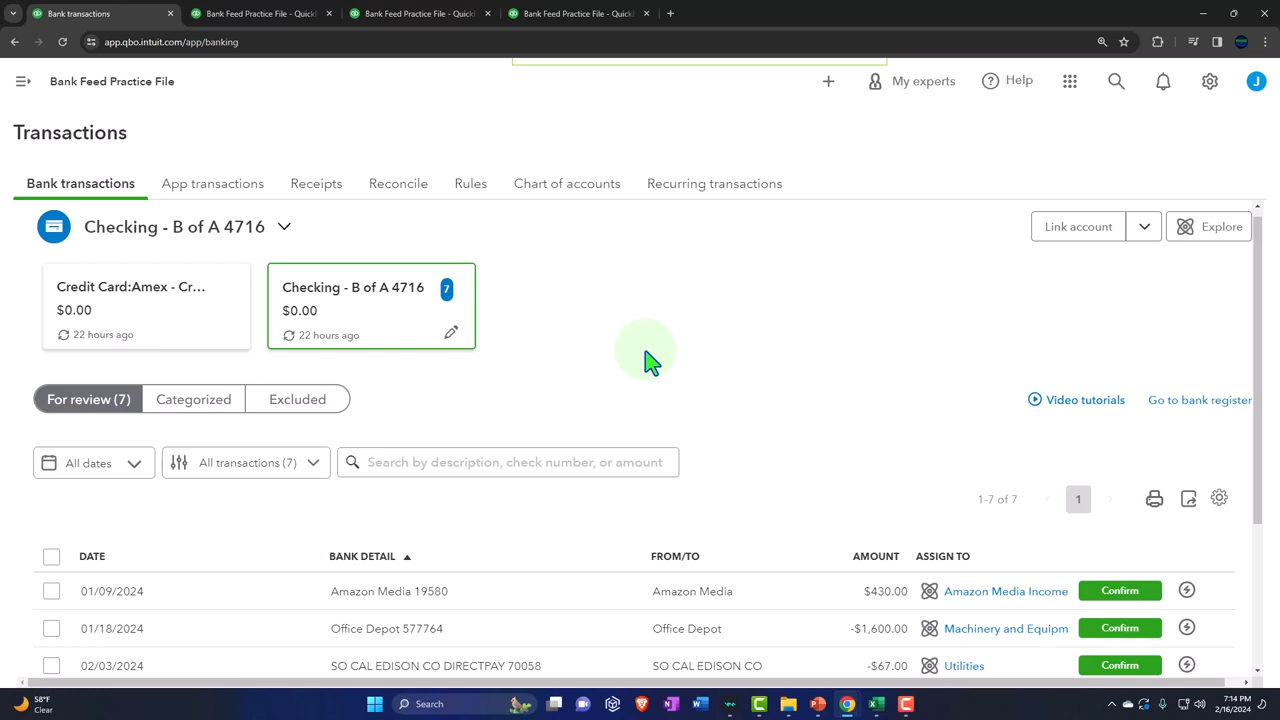 Bank transactions
Bank Feed Practice File - QuickB
Bank Feed Practice File - QuickB
Bank Feed Practice File - QuickB
app.qbo.intuit.com/app/banking
Bank Feed Practice File
My experts
Help
J
Transactions
Bank transactions App transactions Receipts Reconcile Rules Chart of accounts Recurring transactions
Checking - B of A 4716
Link account
Explore
Credit Card:Amex - Cr...
$0.00
22 hours ago
Checking - B of A 4716
7
$0.00
22 hours ago
For review (7) Categorized Excluded
Video tutorials Go to bank register
All dates All transactions (7) Search by description, check number, or amount
1-7 of 7 1
DATE BANK DETAIL FROM/TO AMOUNT ASSIGN TO
01/09/2024 Amazon Media 19580 Amazon Media $430.00 Amazon Media Income Confirm
01/18/2024 Office Depot 577764 Office Depot -$1,600.00 Machinery and Equipm Confirm
02/03/2024 SO CAL EDISON CO DIRECTPAY 70058 SO CAL EDISON CO -$67.00 Utilities Confirm
58°F
Clear
Search
7:14 PM
2/16/2024